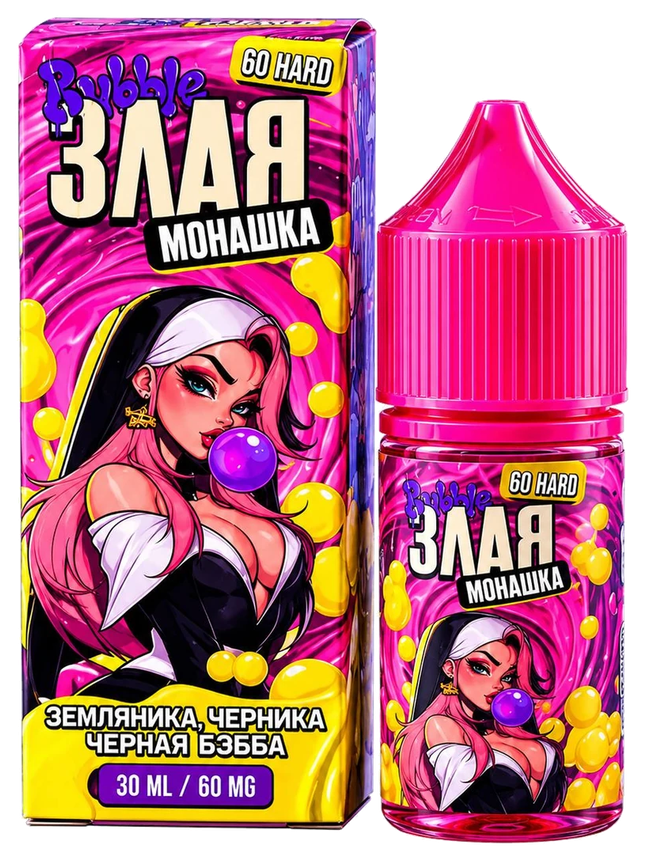 Bubble
60 HARD
ЗЛАЯ
МОНАШКА
ЗЕМЛЯНИКА, ЧЕРНИКА
ЧЕРНАЯ БЭББА
30 ML / 60 MG
Bubble
60 HARD
ЗЛАЯ
МОНАШКА